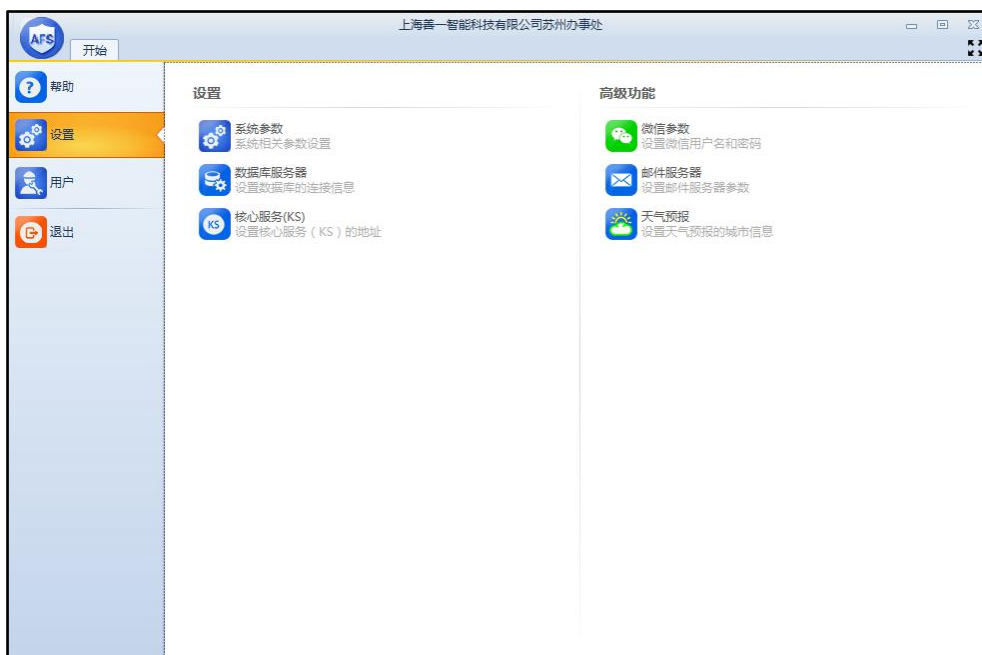 上海善一智能科技有限公司苏州办事处
AFS
开始
帮助
设置
用户
退出
设置
系统参数
系统相关参数设置
数据库服务器
设置数据库的连接信息
KS
核心服务(KS)
设置核心服务（KS）的地址
高级功能
微信参数
设置微信用户名和密码
邮件服务器
设置邮件服务器参数
天气预报
设置天气预报的城市信息